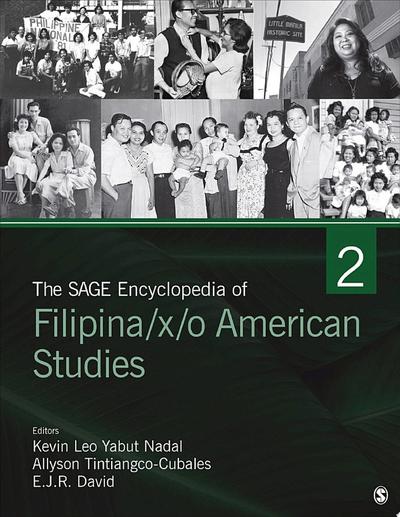 PHILIPPINE
NATIONAL
LITTLE MANILA
HISTORIC SITE
2
The SAGE Encyclopedia of
Filipina/x/o American
Studies
Editors
Kevin Leo Yabut Nadal
Allyson Tintiangco-Cubales
E.J.R. David
S